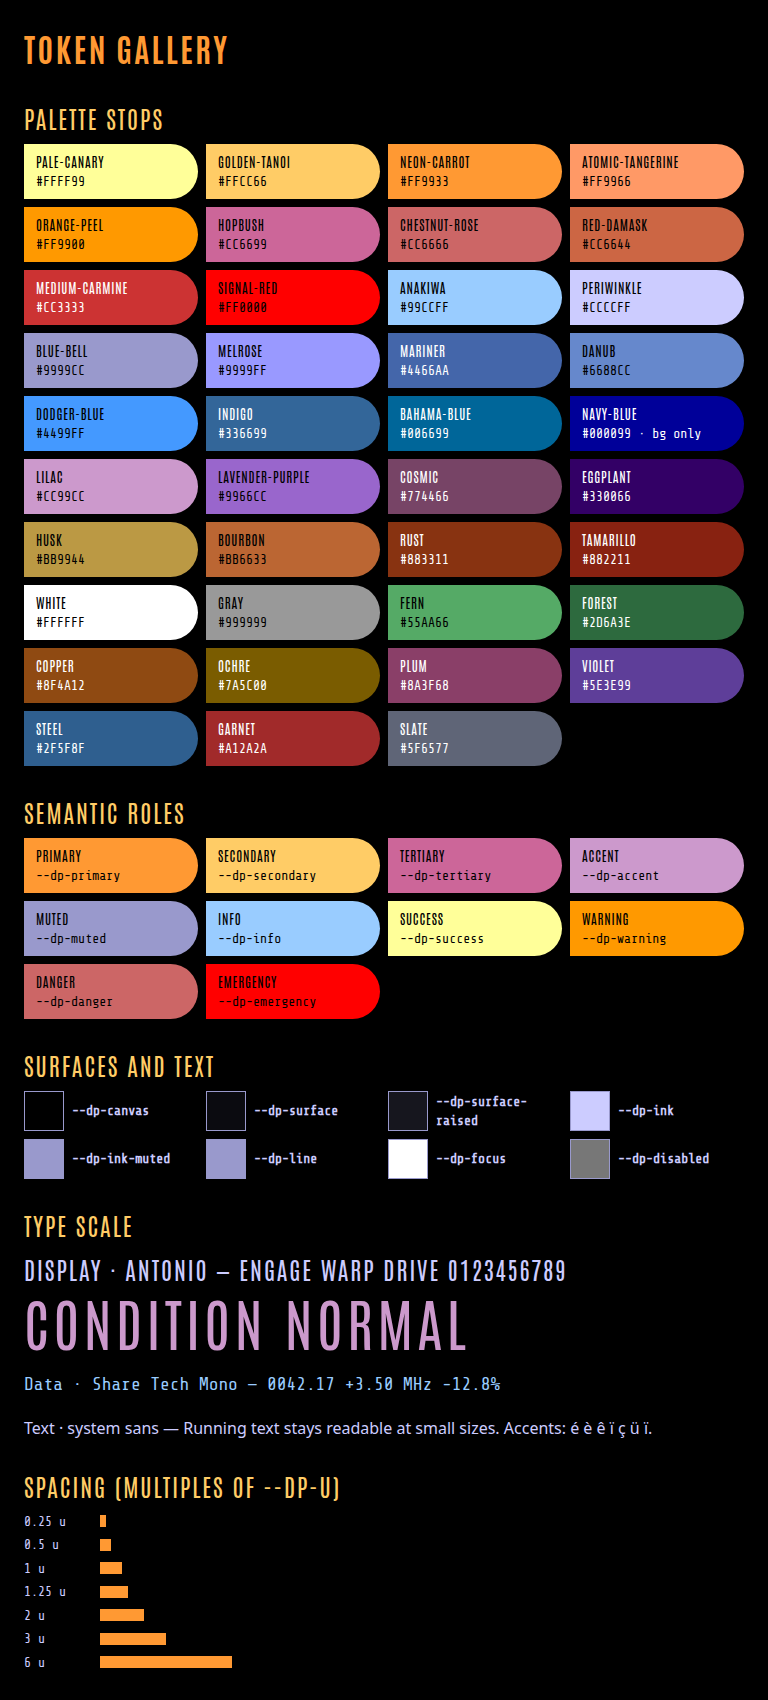 TOKEN GALLERY
PALETTE STOPS
PALE-CANARY
#FFFF99
GOLDEN-TANOI
#FFCC66
NEON-CARROT
#FF9933
ATOMIC-TANGERINE
#FF9966
ORANGE-PEEL
#FF9900
HOPBUSH
#CC6699
CHESTNUT-ROSE
#CC6666
RED-DAMASK
#CC6644
MEDIUM-CARMINE
#CC3333
SIGNAL-RED
#FF0000
ANAKIWA
#99CCFF
PERIWINKLE
#CCCCFF
BLUE-BELL
#9999CC
MELROSE
#9999FF
MARINER
#4466AA
DANUB
#6688CC
DODGER-BLUE
#4499FF
INDIGO
#336699
BAHAMA-BLUE
#006699
NAVY-BLUE
#000099 · bg only
LILAC
#CC99CC
LAVENDER-PURPLE
#9966CC
COSMIC
#774466
EGGPLANT
#330066
HUSK
#BB9944
BOURBON
#BB6633
RUST
#883311
TAMARILLO
#882211
WHITE
#FFFFFF
GRAY
#999999
FERN
#55AA66
FOREST
#2D6A3E
COPPER
#8F4A12
OCHRE
#7A5C00
PLUM
#8A3F68
VIOLET
#5E3E99
STEEL
#2F5F8F
GARNET
#A12A2A
SLATE
#5F6577
SEMANTIC ROLES
PRIMARY
--dp-primary
SECONDARY
--dp-secondary
TERTIARY
--dp-tertiary
ACCENT
--dp-accent
MUTED
--dp-muted
INFO
--dp-info
SUCCESS
--dp-success
WARNING
--dp-warning
DANGER
--dp-danger
EMERGENCY
--dp-emergency
SURFACES AND TEXT
--dp-canvas
--dp-surface
--dp-surface-
raised
--dp-ink
--dp-ink-muted
--dp-line
--dp-focus
--dp-disabled
TYPE SCALE
DISPLAY · ANTONIO — ENGAGE WARP DRIVE 0123456789
CONDITION NORMAL
Data · Share Tech Mono — 0042.17 +3.50 MHz −12.8%
Text · system sans — Running text stays readable at small sizes. Accents: é è ê ï ç ü ï.
SPACING (MULTIPLES OF --DP-U)
0.25 u
0.5 u
1 u
1.25 u
2 u
3 u
6 u